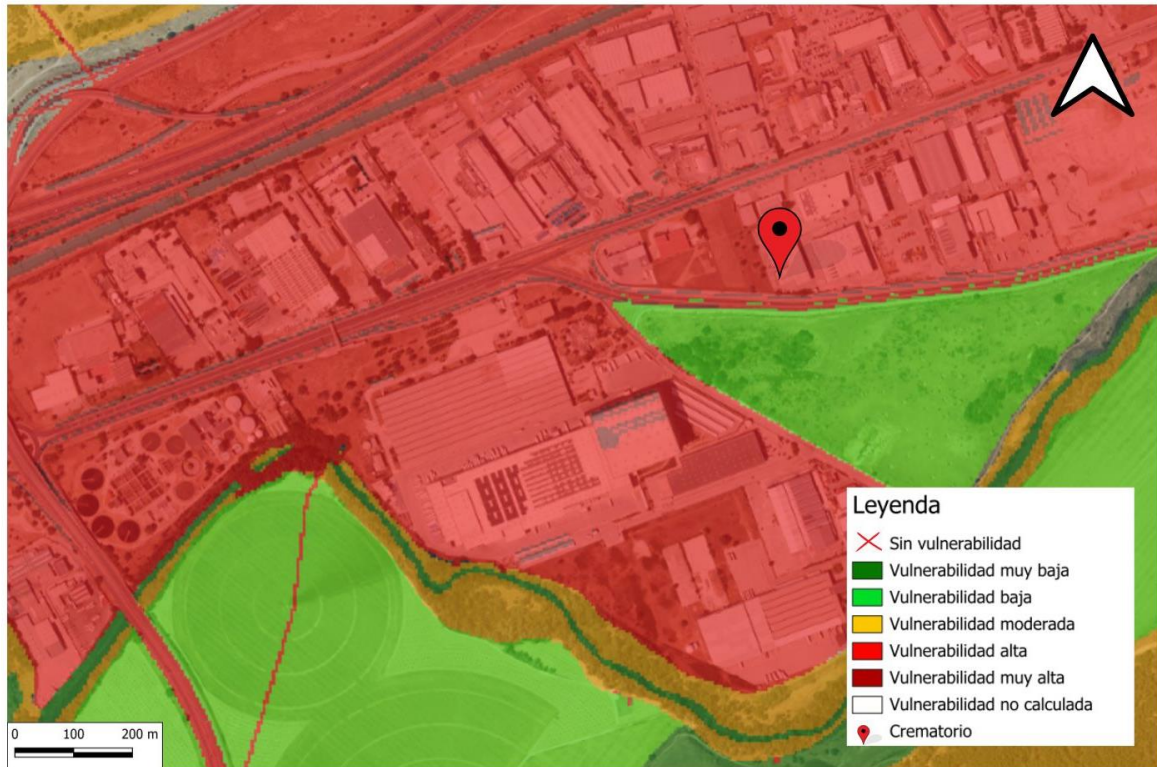 Leyenda
Sin vulnerabilidad
Vulnerabilidad muy baja
Vulnerabilidad baja
Vulnerabilidad moderada
Vulnerabilidad alta
Vulnerabilidad muy alta
Vulnerabilidad no calculada
Crematorio
0 100 200 m